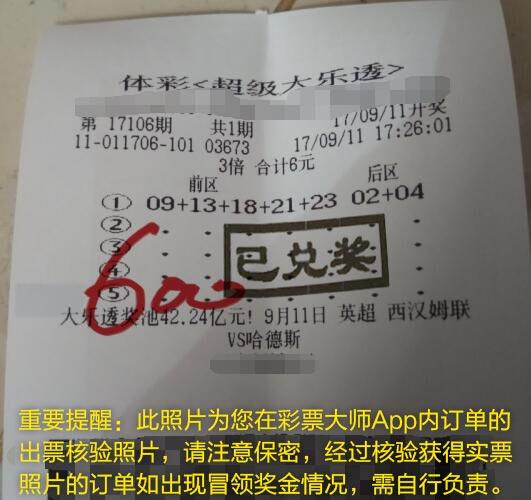 体彩<超级大乐透>
第 17106期 共1期 17/09/11开奖
11-011706-101 03673 17/09/11 17:26:01
3倍 合计6元
前区 后区
① 09+13+18+21+23 02+04
②
③
④
⑤
已兑奖
600
大乐透奖池42.24亿元! 9月11日 英超 西汉姆联
VS哈德斯
重要提醒：此照片为您在彩票大师App内订单的
出票核验照片，请注意保密，经过核验获得实票
照片的订单如出现冒领奖金情况，需自行负责。